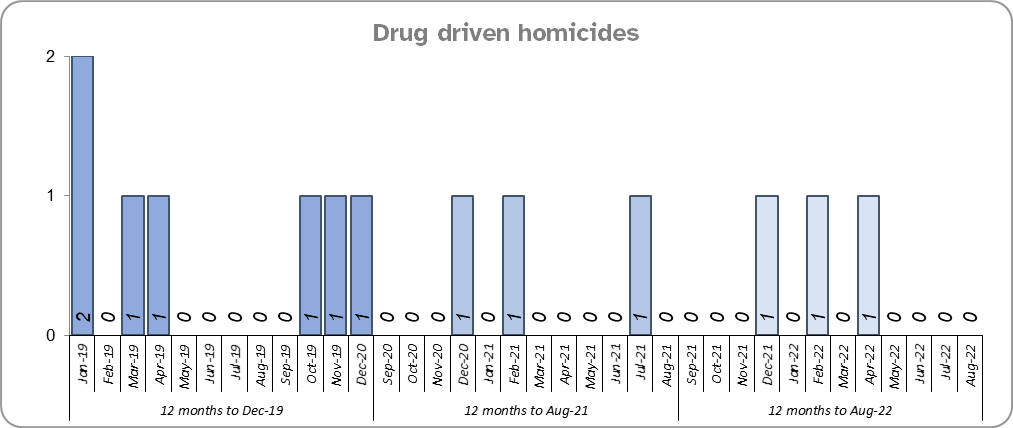 Drug driven homicides
2
1
0
2 0 1 1 0 0 0 0 0 1 1 1 0 0 0 1 0 1 0 0 0 0 1 0 0 0 0 1 0 1 0 1 0 0 0 0
Jan-19 Feb-19 Mar-19 Apr-19 May-19 Jun-19 Jul-19 Aug-19 Sep-19 Oct-19 Nov-19 Dec-20 Sep-20 Oct-20 Nov-20 Dec-20 Jan-21 Feb-21 Mar-21 Apr-21 May-21 Jun-21 Jul-21 Aug-21 Sep-21 Oct-21 Nov-21 Dec-21 Jan-22 Feb-22 Mar-22 Apr-22 May-22 Jun-22 Jul-22 Aug-22
12 months to Dec-19 12 months to Aug-21 12 months to Aug-22